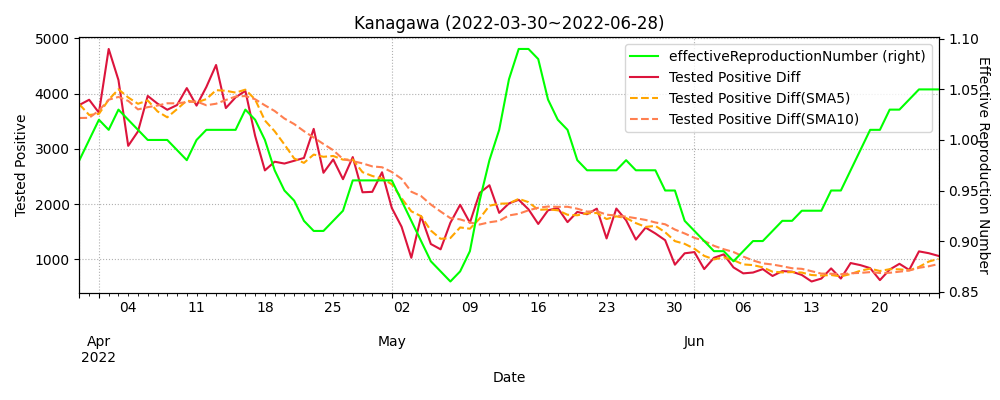 Kanagawa (2022-03-30~2022-06-28)
effectiveReproductionNumber (right)
Tested Positive Diff
Tested Positive Diff(SMA5)
Tested Positive Diff(SMA10)
Tested Positive
5000
4000
3000
2000
1000
1.10
1.05
1.00
0.95
0.90
0.85
Effective Reproduction Number
04 11 18 25 02 09 16 23 30 06 13 20
Apr May Jun
2022
Date